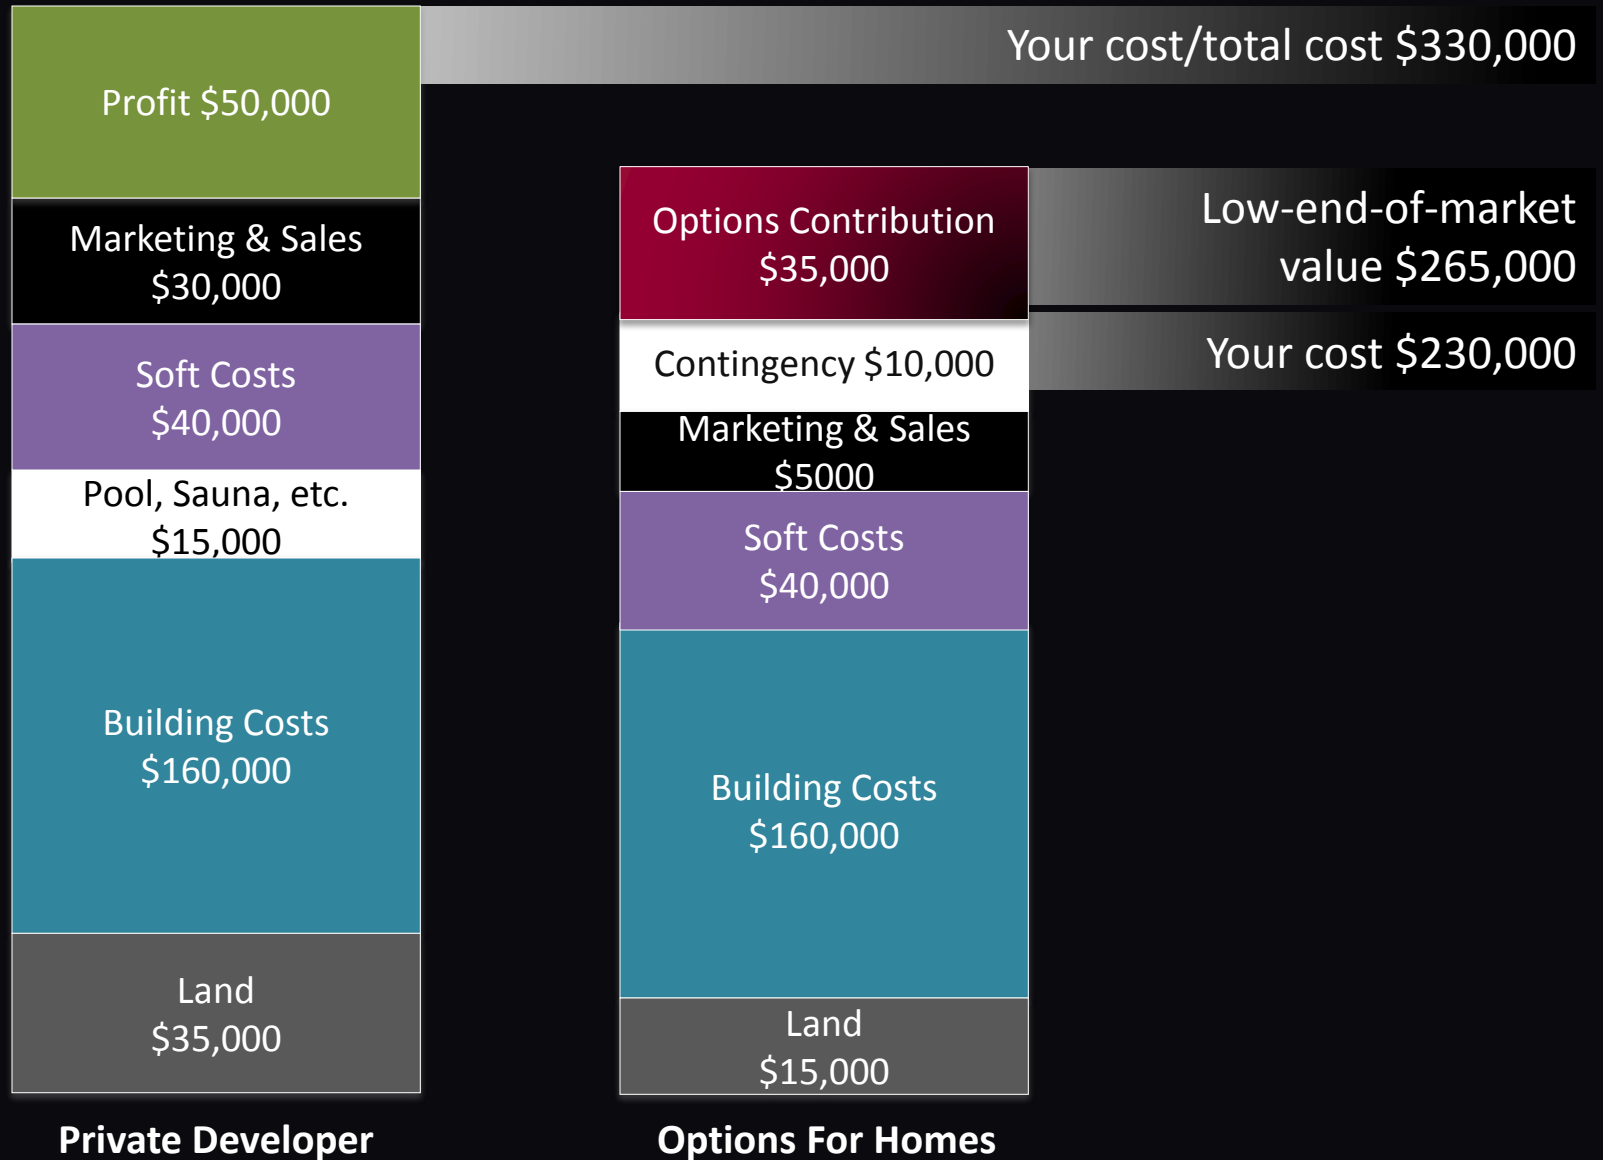 Your cost/total cost $330,000
Profit $50,000
Marketing & Sales
$30,000
Soft Costs
$40,000
Pool, Sauna, etc.
$15,000
Building Costs
$160,000
Land
$35,000
Private Developer
Options Contribution
$35,000
Low-end-of-market
value $265,000
Contingency $10,000
Your cost $230,000
Marketing & Sales
$5000
Soft Costs
$40,000
Building Costs
$160,000
Land
$15,000
Options For Homes